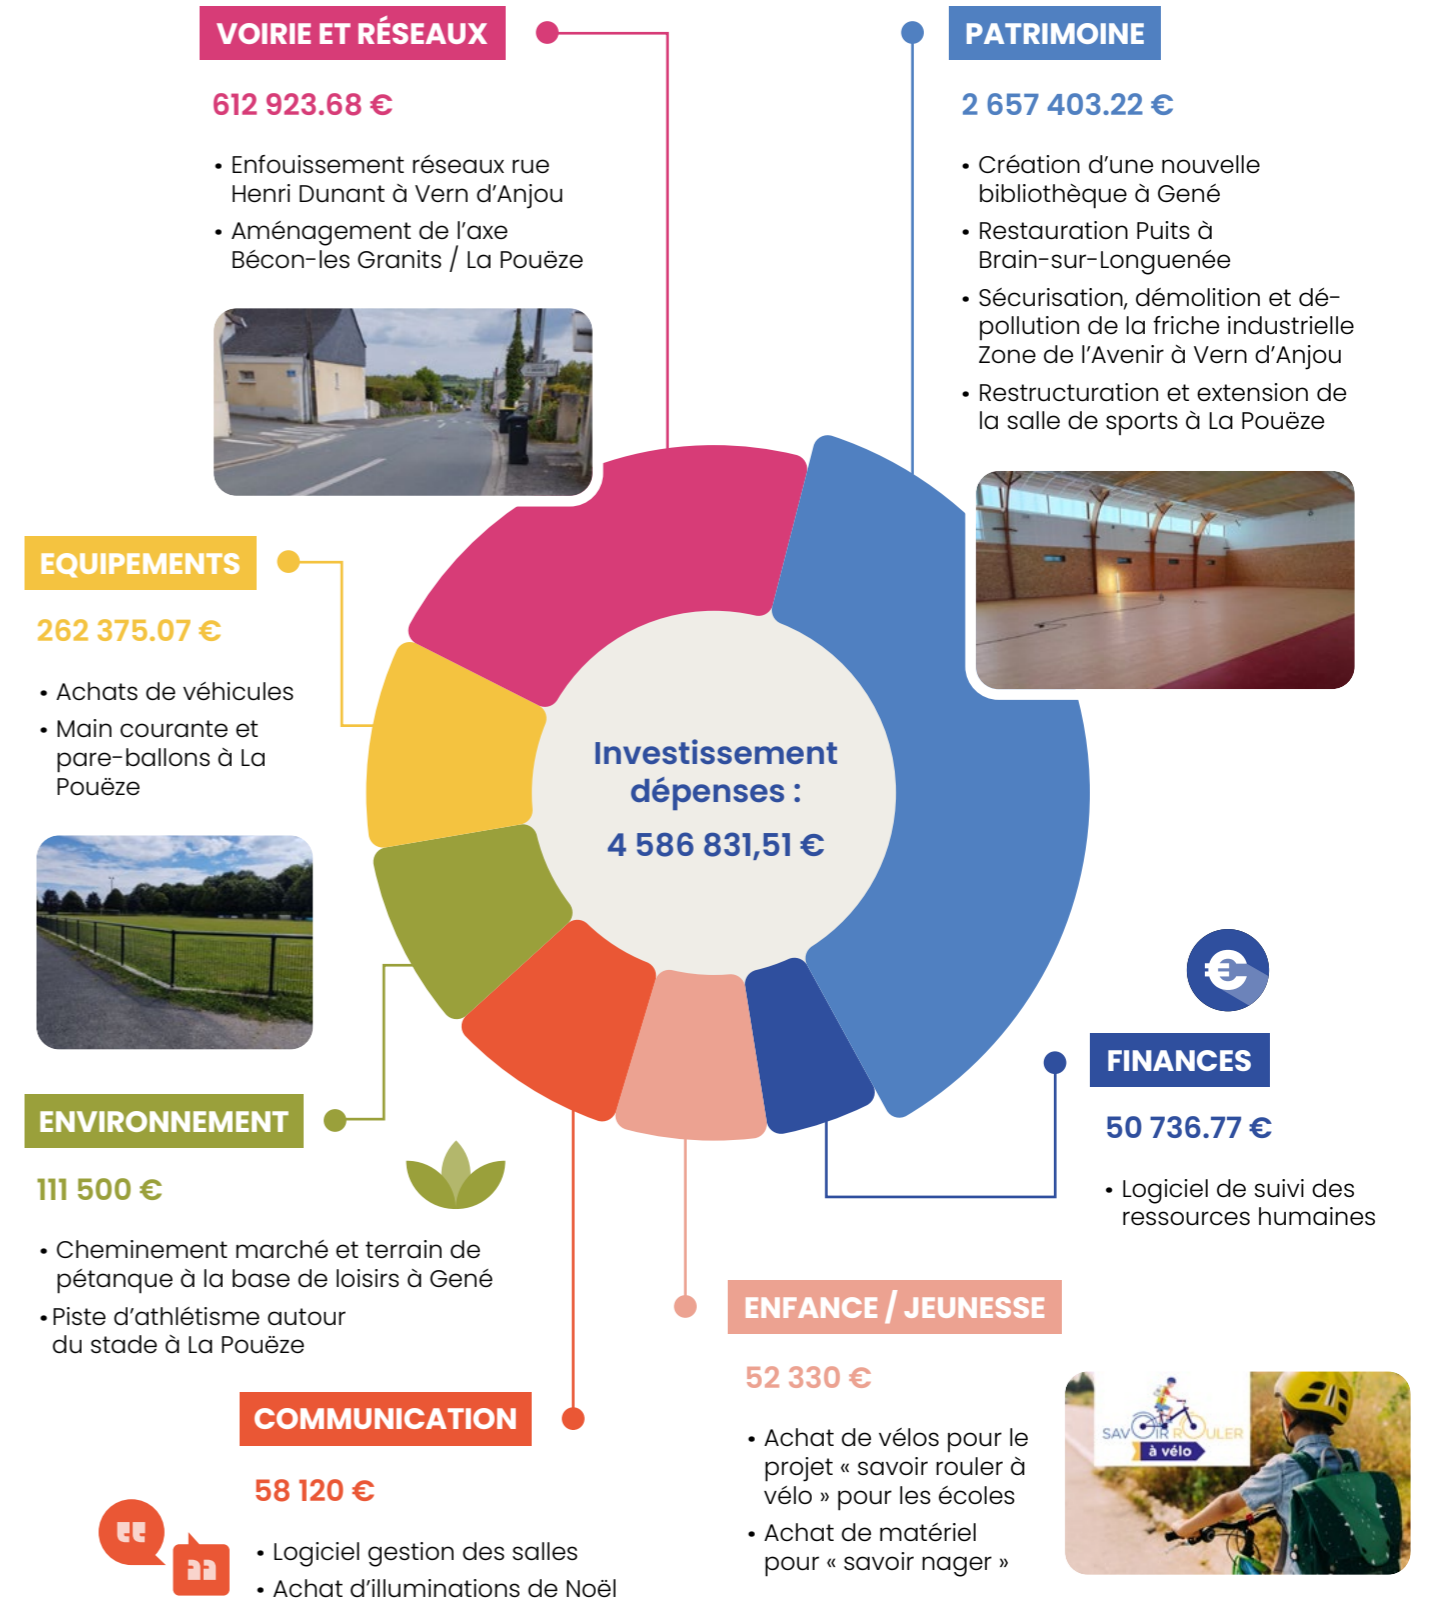 VOIRIE ET RÉSEAUX
612 923.68 €
• Enfouissement réseaux rue
Henri Dunant à Vern d’Anjou
• Aménagement de l’axe
Bécon-les Granits / La Pouëze
PATRIMOINE
2 657 403.22 €
• Création d’une nouvelle
bibliothèque à Gené
• Restauration Puits à
Brain-sur-Longuenée
• Sécurisation, démolition et dé-
pollution de la friche industrielle
Zone de l’Avenir à Vern d’Anjou
• Restructuration et extension de
la salle de sports à La Pouëze
EQUIPEMENTS
262 375.07 €
• Achats de véhicules
• Main courante et
pare-ballons à La
Pouëze
Investissement
dépenses :
4 586 831,51 €
ENVIRONNEMENT
111 500 €
• Cheminement marché et terrain de
pétanque à la base de loisirs à Gené
• Piste d’athlétisme autour
du stade à La Pouëze
FINANCES
50 736.77 €
• Logiciel de suivi des
ressources humaines
COMMUNICATION
58 120 €
• Logiciel gestion des salles
• Achat d’illuminations de Noël
ENFANCE / JEUNESSE
52 330 €
• Achat de vélos pour le
projet « savoir rouler à
vélo » pour les écoles
• Achat de matériel
pour « savoir nager »
SAVOIR ROULER
à vélo